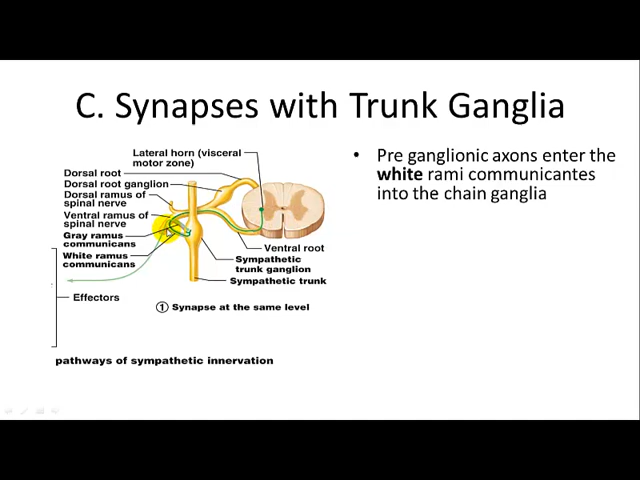 C. Synapses with Trunk Ganglia
Lateral horn (visceral
motor zone)
Dorsal root
Dorsal root ganglion
Dorsal ramus of
spinal nerve
Ventral ramus of
spinal nerve
Gray ramus
communicans
White ramus
communicans
Ventral root
Sympathetic
trunk ganglion
Sympathetic trunk
Effectors
1 Synapse at the same level
pathways of sympathetic innervation
• Pre ganglionic axons enter the
white rami communicantes
into the chain ganglia